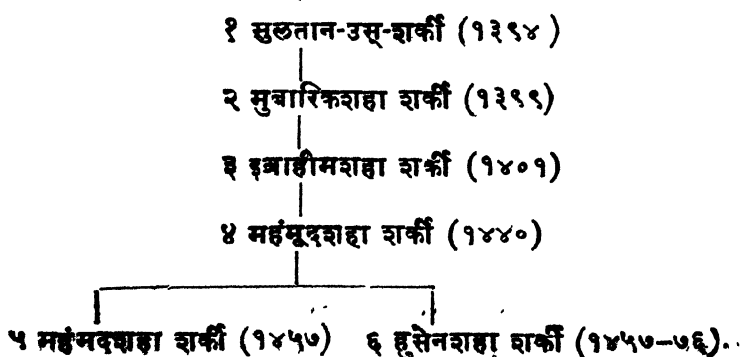 १ सुलतान-उस्-शर्की (१३९४)
२ मुबारिकशहा शर्की (१३९९)
३ इब्राहीमशहा शर्की (१४०१)
४ महंमूदशहा शर्की (१४४०)
५ महंमदशहा शर्की (१४५७) ६ हुसेनशहा शर्की (१४५७-७६).